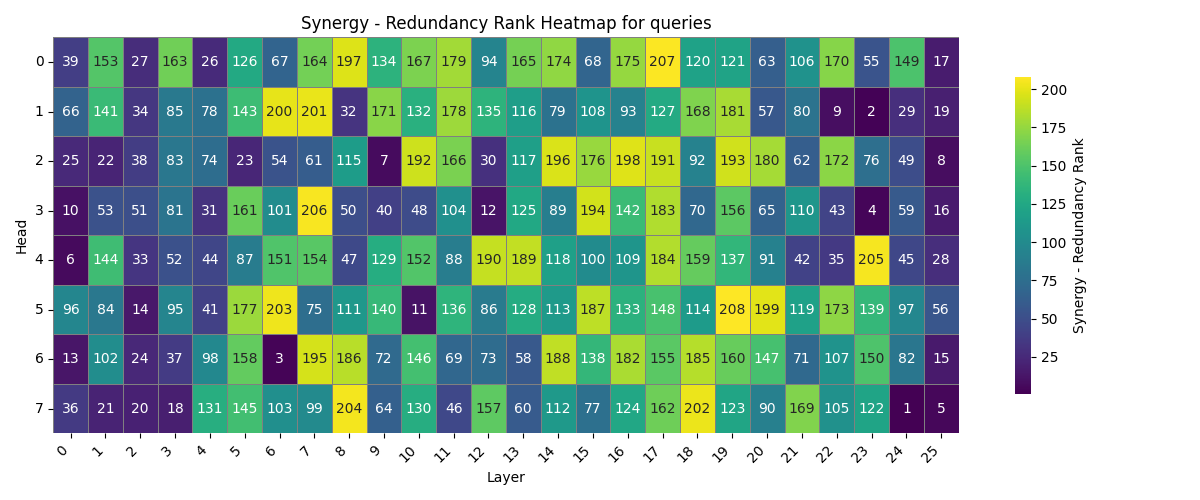 Synergy - Redundancy Rank Heatmap for queries
0 39 153 27 163 26 126 67 164 197 134 167 179 94 165 174 68 175 207 120 121 63 106 170 55 149 17
1 66 141 34 85 78 143 200 201 32 171 132 178 135 116 79 108 93 127 168 181 57 80 9 2 29 19
2 25 22 38 83 74 23 54 61 115 7 192 166 30 117 196 176 198 191 92 193 180 62 172 76 49 8
3 10 53 51 81 31 161 101 206 50 40 48 104 12 125 89 194 142 183 70 156 65 110 43 4 59 16
4 6 144 33 52 44 87 151 154 47 129 152 88 190 189 118 100 109 184 159 137 91 42 35 205 45 28
5 96 84 14 95 41 177 203 75 111 140 11 136 86 128 113 187 133 148 114 208 199 119 173 139 97 56
6 13 102 24 37 98 158 3 195 186 72 146 69 73 58 188 138 182 155 185 160 147 71 107 150 82 15
7 36 21 20 18 131 145 103 99 204 64 130 46 157 60 112 77 124 162 202 123 90 169 105 122 1 5
Head
0 1 2 3 4 5 6 7 8 9 10 11 12 13 14 15 16 17 18 19 20 21 22 23 24 25
Layer
200
175
150
125
100
75
50
25
Synergy - Redundancy Rank